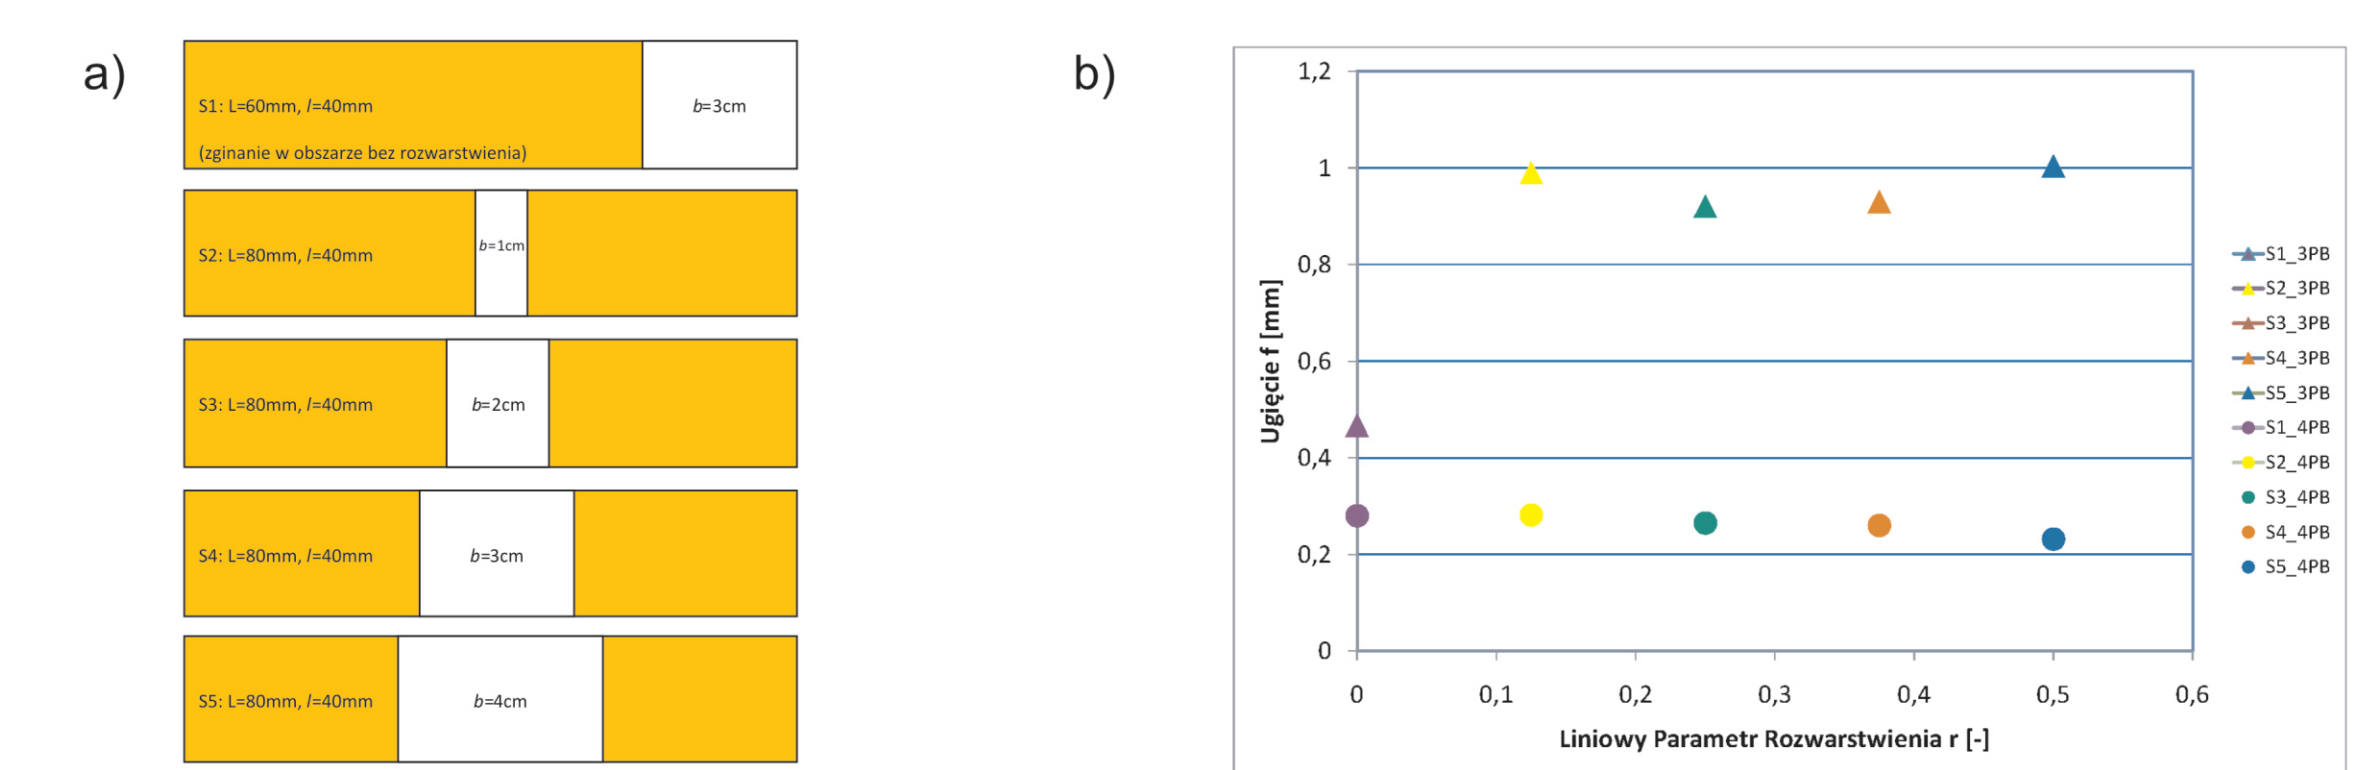 a)
S1: L=60mm, l=40mm
(zginanie w obszarze bez rozwarstwienia)
b=3cm
S2: L=80mm, l=40mm
b=1cm
S3: L=80mm, l=40mm
b=2cm
S4: L=80mm, l=40mm
b=3cm
S5: L=80mm, l=40mm
b=4cm
b)
Ugięcie f [mm]
1,2
1
0,8
0,6
0,4
0,2
0
0
0,1
0,2
0,3
0,4
0,5
0,6
Liniowy Parametr Rozwarstwienia r [-]
S1_3PB
S2_3PB
S3_3PB
S4_3PB
S5_3PB
S1_4PB
S2_4PB
S3_4PB
S4_4PB
S5_4PB